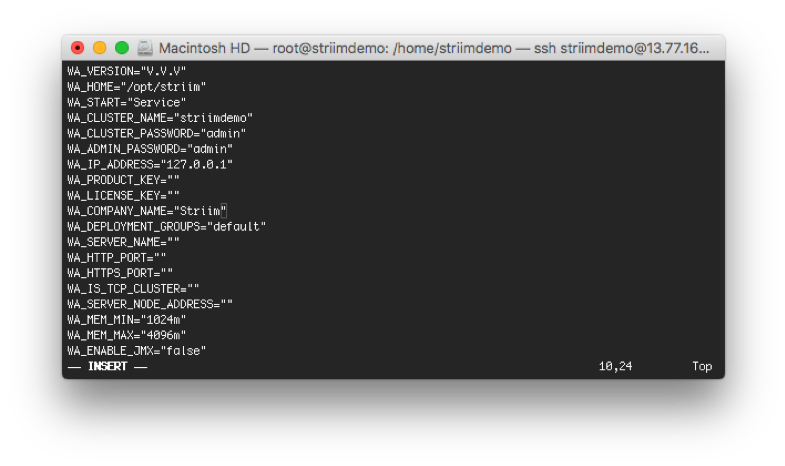 Macintosh HD — root@striimdemo: /home/striimdemo — ssh striimdemo@13.77.16...
WA_VERSION="V.V.V"
WA_HOME="/opt/striim"
WA_START="Service"
WA_CLUSTER_NAME="striimdemo"
WA_CLUSTER_PASSWORD="admin"
WA_ADMIN_PASSWORD="admin"
WA_IP_ADDRESS="127.0.0.1"
WA_PRODUCT_KEY=""
WA_LICENSE_KEY=""
WA_COMPANY_NAME="Striim"
WA_DEPLOYMENT_GROUPS="default"
WA_SERVER_NAME=""
WA_HTTP_PORT=""
WA_HTTPS_PORT=""
WA_IS_TCP_CLUSTER=""
WA_SERVER_NODE_ADDRESS=""
WA_MEM_MIN="1024m"
WA_MEM_MAX="4096m"
WA_ENABLE_JMX="false"
-- INSERT -- 10,24 Top